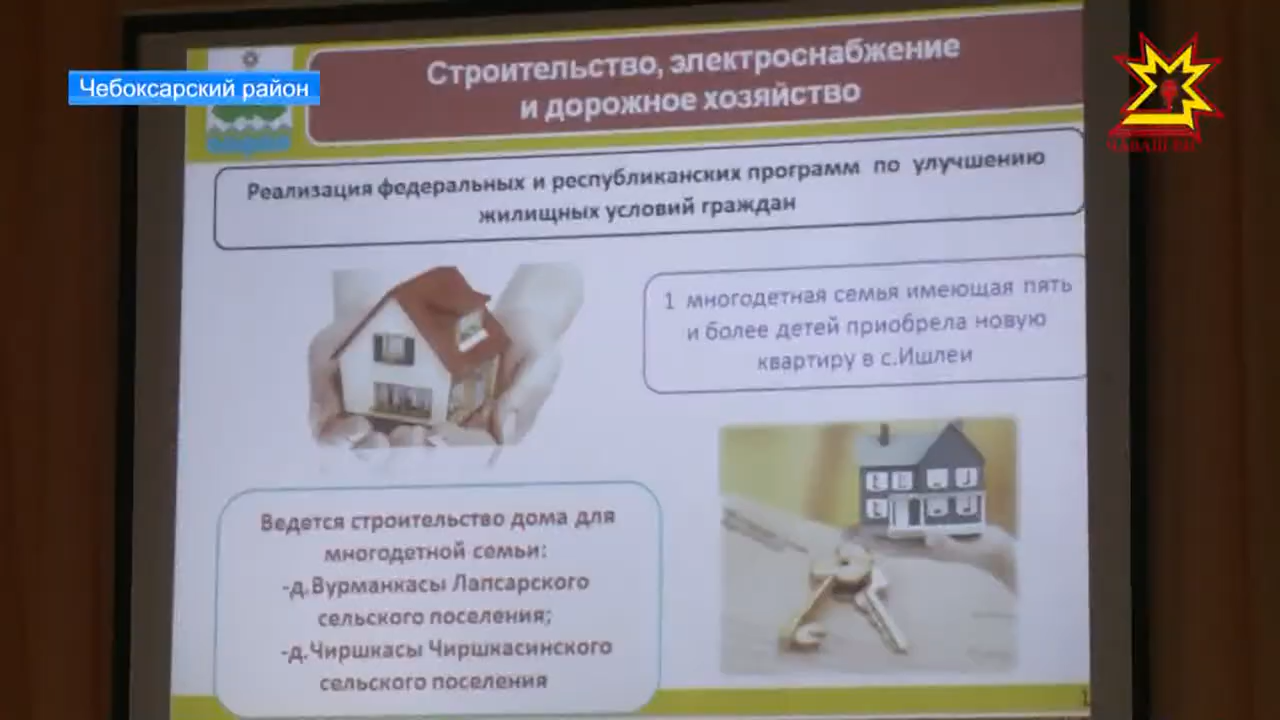 Чебоксарский район
Строительство, электроснабжение
и дорожное хозяйство
Реализация федеральных и республиканских программ по улучшению
жилищных условий граждан
1 многодетная семья имеющая пять
и более детей приобрела новую
квартиру в с.Ишлеи
Ведется строительство дома для
многодетной семьи:
-д.Вурманкасы Лапсарского
сельского поселения;
-д.Чиршкасы Чиршкасинского
сельского поселения